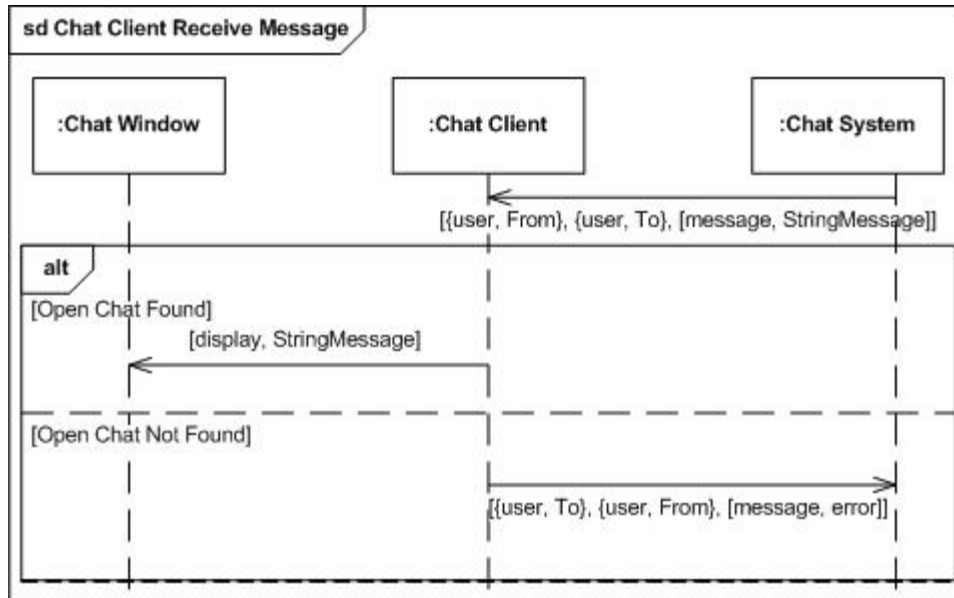 sd Chat Client Receive Message
:Chat Window
:Chat Client
:Chat System
[{user, From}, {user, To}, [message, StringMessage]]
alt
[Open Chat Found]
[display, StringMessage]
[Open Chat Not Found]
[{user, To}, {user, From}, [message, error]]